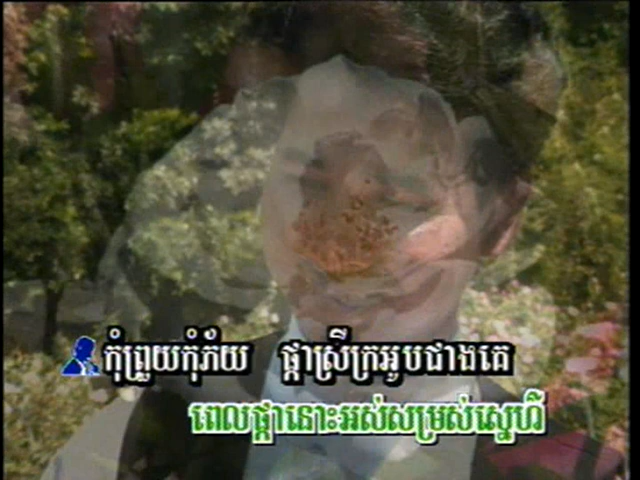 កុំព្រួយកុំភ័យ ផ្កាស្រីក្រអូបជាងគេ
ពេលផ្កានោះអស់សម្រស់ស្នេហ៍